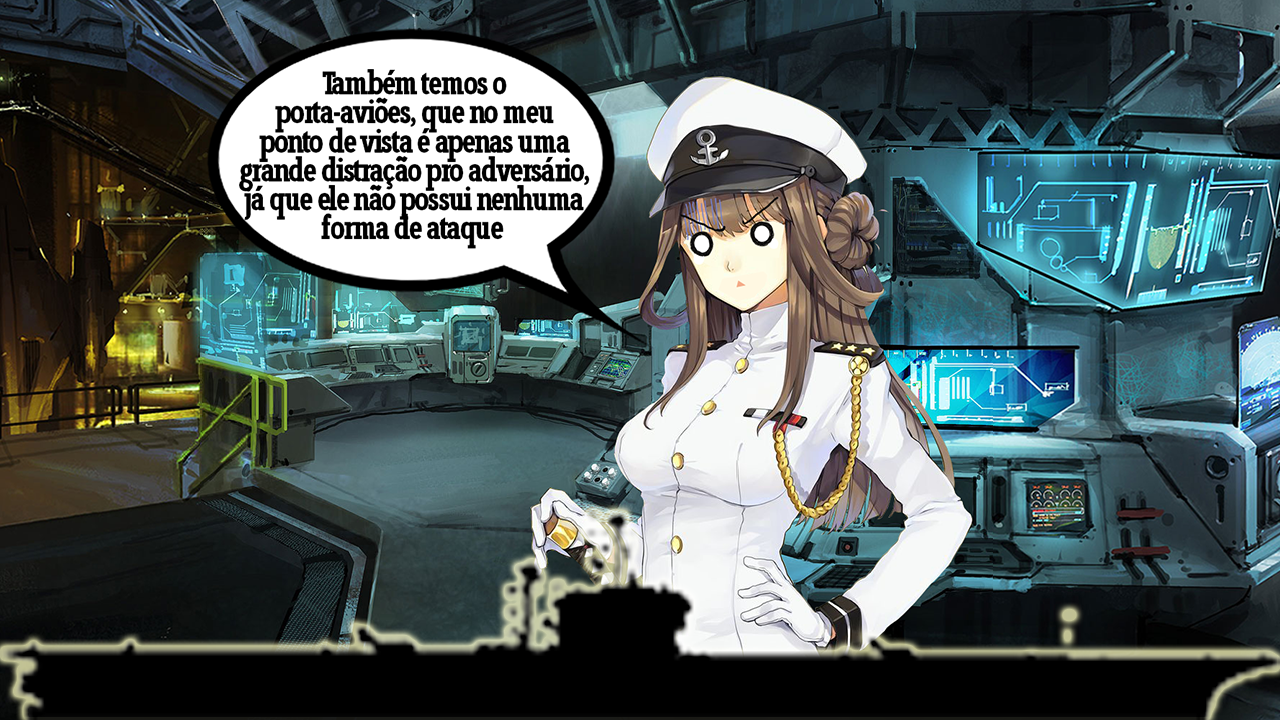 Também temos o
porta-aviões, que no meu
ponto de vista é apenas uma
grande distração pro adversário,
já que ele não possui nenhuma
forma de ataque